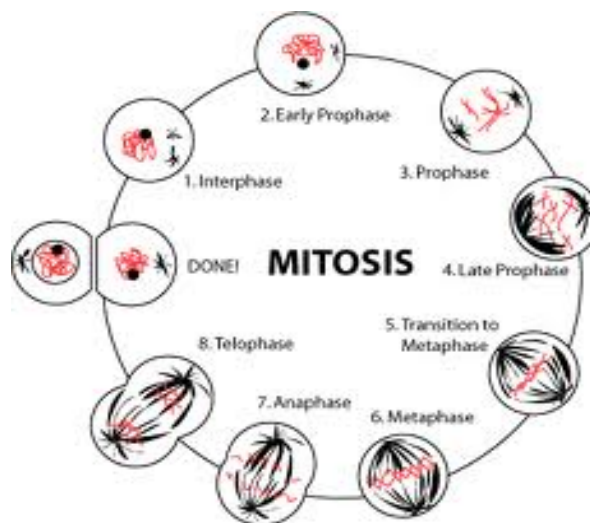 2. Early Prophase
1. Interphase
3. Prophase
DONE!
MITOSIS
4. Late Prophase
5. Transition to
Metaphase
8. Telophase
7. Anaphase
6. Metaphase